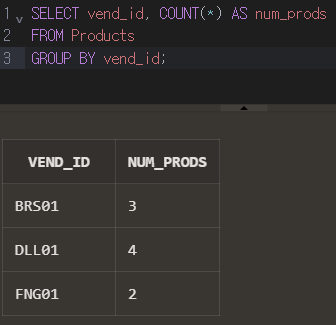 1 SELECT vend_id, COUNT(*) AS num_prods
2 FROM Products
3 GROUP BY vend_id;
VEND_ID NUM_PRODS
BRS01 3
DLL01 4
FNG01 2